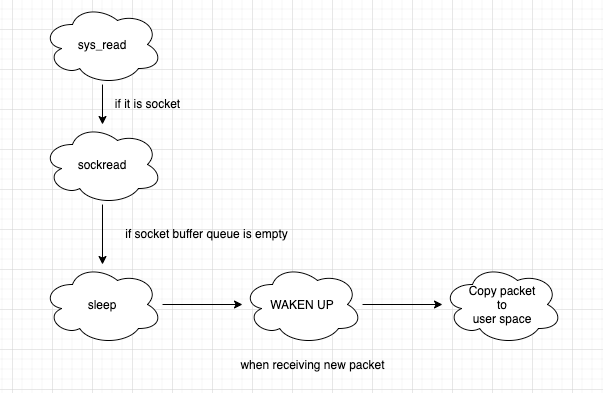 sys_read
if it is socket
sockread
if socket buffer queue is empty
sleep
WAKEN UP
Copy packet
to
user space
when receiving new packet